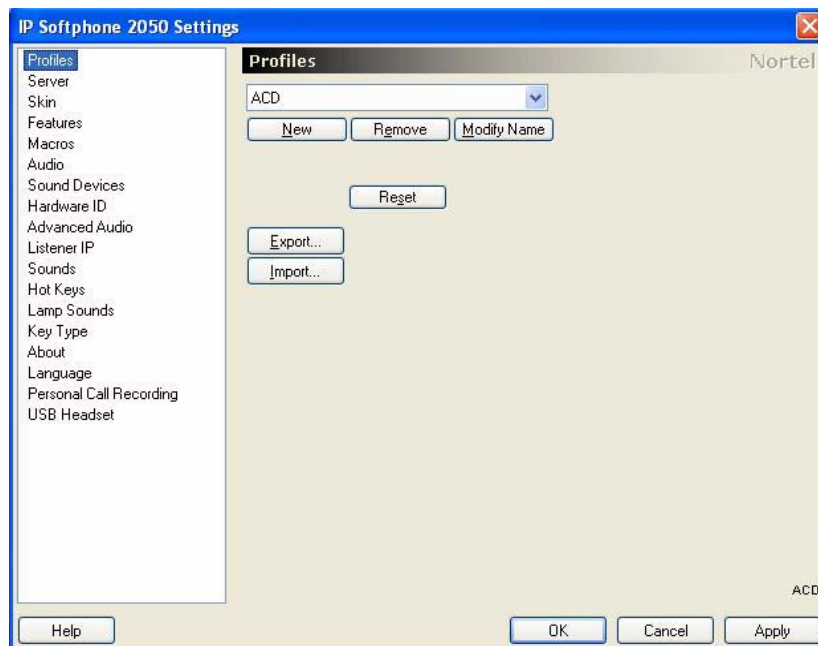 IP Softphone 2050 Settings
Profiles
Server
Skin
Features
Macros
Audio
Sound Devices
Hardware ID
Advanced Audio
Listener IP
Sounds
Hot Keys
Lamp Sounds
Key Type
About
Language
Personal Call Recording
USB Headset
Profiles
Nortel
ACD
New
Remove
Modify Name
Reset
Export...
Import...
ACD
Help
OK
Cancel
Apply